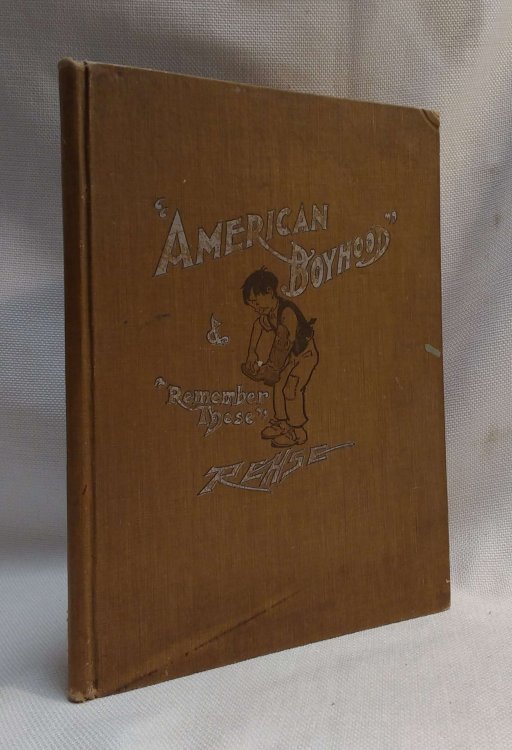 "AMERICAN
BOYHOOD"
&
"Remember
These"
REHSE